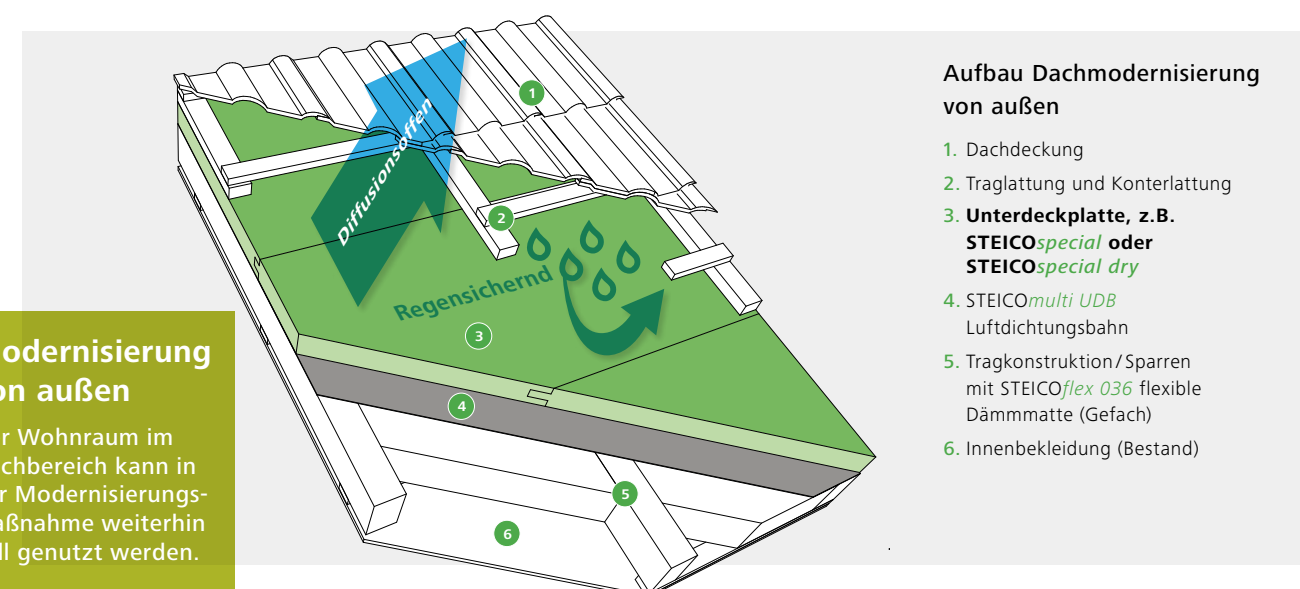 Diffusionsoffen
Regensichernd
1
2
3
4
5
6
odernisierung
on außen
r Wohnraum im
chbereich kann in
r Modernisierungs-
aßnahme weiterhin
ll genutzt werden.
Aufbau Dachmodernisierung
von außen
1. Dachdeckung
2. Traglattung und Konterlattung
3. Unterdeckplatte, z.B.
STEICOspecial oder
STEICOspecial dry
4. STEICOmulti UDB
Luftdichtungsbahn
5. Tragkonstruktion/Sparren
mit STEICOflex 036 flexible
Dämmmatte (Gefach)
6. Innenbekleidung (Bestand)